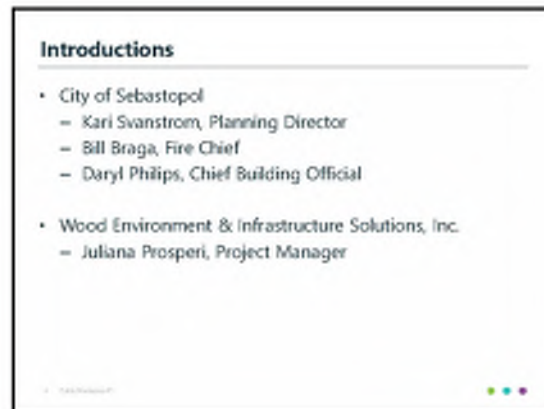 Introductions
• City of Sebastopol
– Kari Svanstrom, Planning Director
– Bill Braga, Fire Chief
– Daryl Philips, Chief Building Official
• Wood Environment & Infrastructure Solutions, Inc.
– Juliana Prosperi, Project Manager